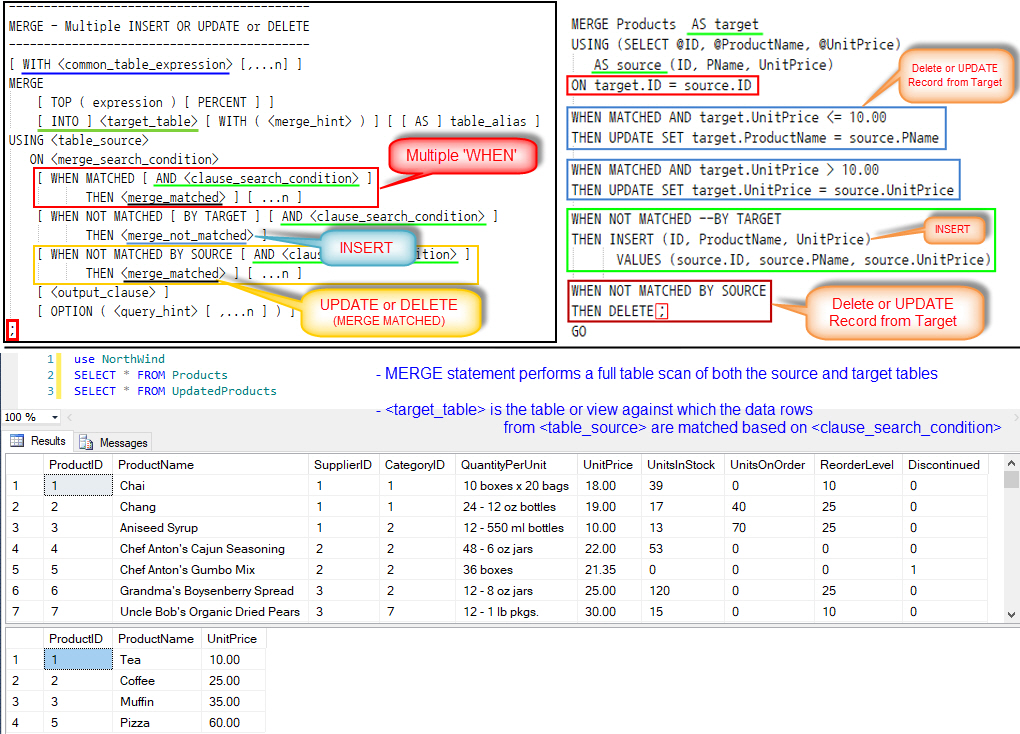 -------------------------------------------
MERGE - Multiple INSERT OR UPDATE or DELETE
-------------------------------------------
[ WITH <common_table_expression> [,...n] ]
MERGE
[ TOP ( expression ) [ PERCENT ] ]
[ INTO ] <target_table> [ WITH ( <merge_hint> ) ] [ [ AS ] table_alias ]
USING <table_source>
ON <merge_search_condition>
[ WHEN MATCHED [ AND <clause_search_condition> ]
THEN <merge_matched> ] [ ...n ]
[ WHEN NOT MATCHED [ BY TARGET ] [ AND <clause_search_condition> ]
THEN <merge_not_matched> ]
[ WHEN NOT MATCHED BY SOURCE [ AND <clau ondition> ]
THEN <merge_matched> ] [ ...n ]
[ <output_clause> ]
[ OPTION ( <query_hint> [ ,...n ] ) ]
;
Multiple 'WHEN'
INSERT
UPDATE or DELETE
(MERGE MATCHED)
MERGE Products AS target
USING (SELECT @ID, @ProductName, @UnitPrice)
AS source (ID, PName, UnitPrice)
ON target.ID = source.ID
Delete or UPDATE
Record from Target
WHEN MATCHED AND target.UnitPrice <= 10.00
THEN UPDATE SET target.ProductName = source.PName
WHEN MATCHED AND target.UnitPrice > 10.00
THEN UPDATE SET target.UnitPrice = source.UnitPrice
WHEN NOT MATCHED --BY TARGET
THEN INSERT (ID, ProductName, UnitPrice)
VALUES (source.ID, source.PName, source.UnitPrice)
INSERT
WHEN NOT MATCHED BY SOURCE
THEN DELETE;
GO
Delete or UPDATE
Record from Target
1 use NorthWind
2 SELECT * FROM Products
3 SELECT * FROM UpdatedProducts
- MERGE statement performs a full table scan of both the source and target tables
- <target_table> is the table or view against which the data rows
from <table_source> are matched based on <clause_search_condition>
100 %
Results Messages
ProductID ProductName SupplierID CategoryID QuantityPerUnit UnitPrice UnitsInStock UnitsOnOrder ReorderLevel Discontinued
1 1 Chai 1 1 10 boxes x 20 bags 18.00 39 0 10 0
2 2 Chang 1 1 24 - 12 oz bottles 19.00 17 40 25 0
3 3 Aniseed Syrup 1 2 12 - 550 ml bottles 10.00 13 70 25 0
4 4 Chef Anton's Cajun Seasoning 2 2 48 - 6 oz jars 22.00 53 0 0 0
5 5 Chef Anton's Gumbo Mix 2 2 36 boxes 21.35 0 0 0 1
6 6 Grandma's Boysenberry Spread 3 2 12 - 8 oz jars 25.00 120 0 25 0
7 7 Uncle Bob's Organic Dried Pears 3 7 12 - 1 lb pkgs. 30.00 15 0 10 0
ProductID ProductName UnitPrice
1 1 Tea 10.00
2 2 Coffee 25.00
3 3 Muffin 35.00
4 5 Pizza 60.00